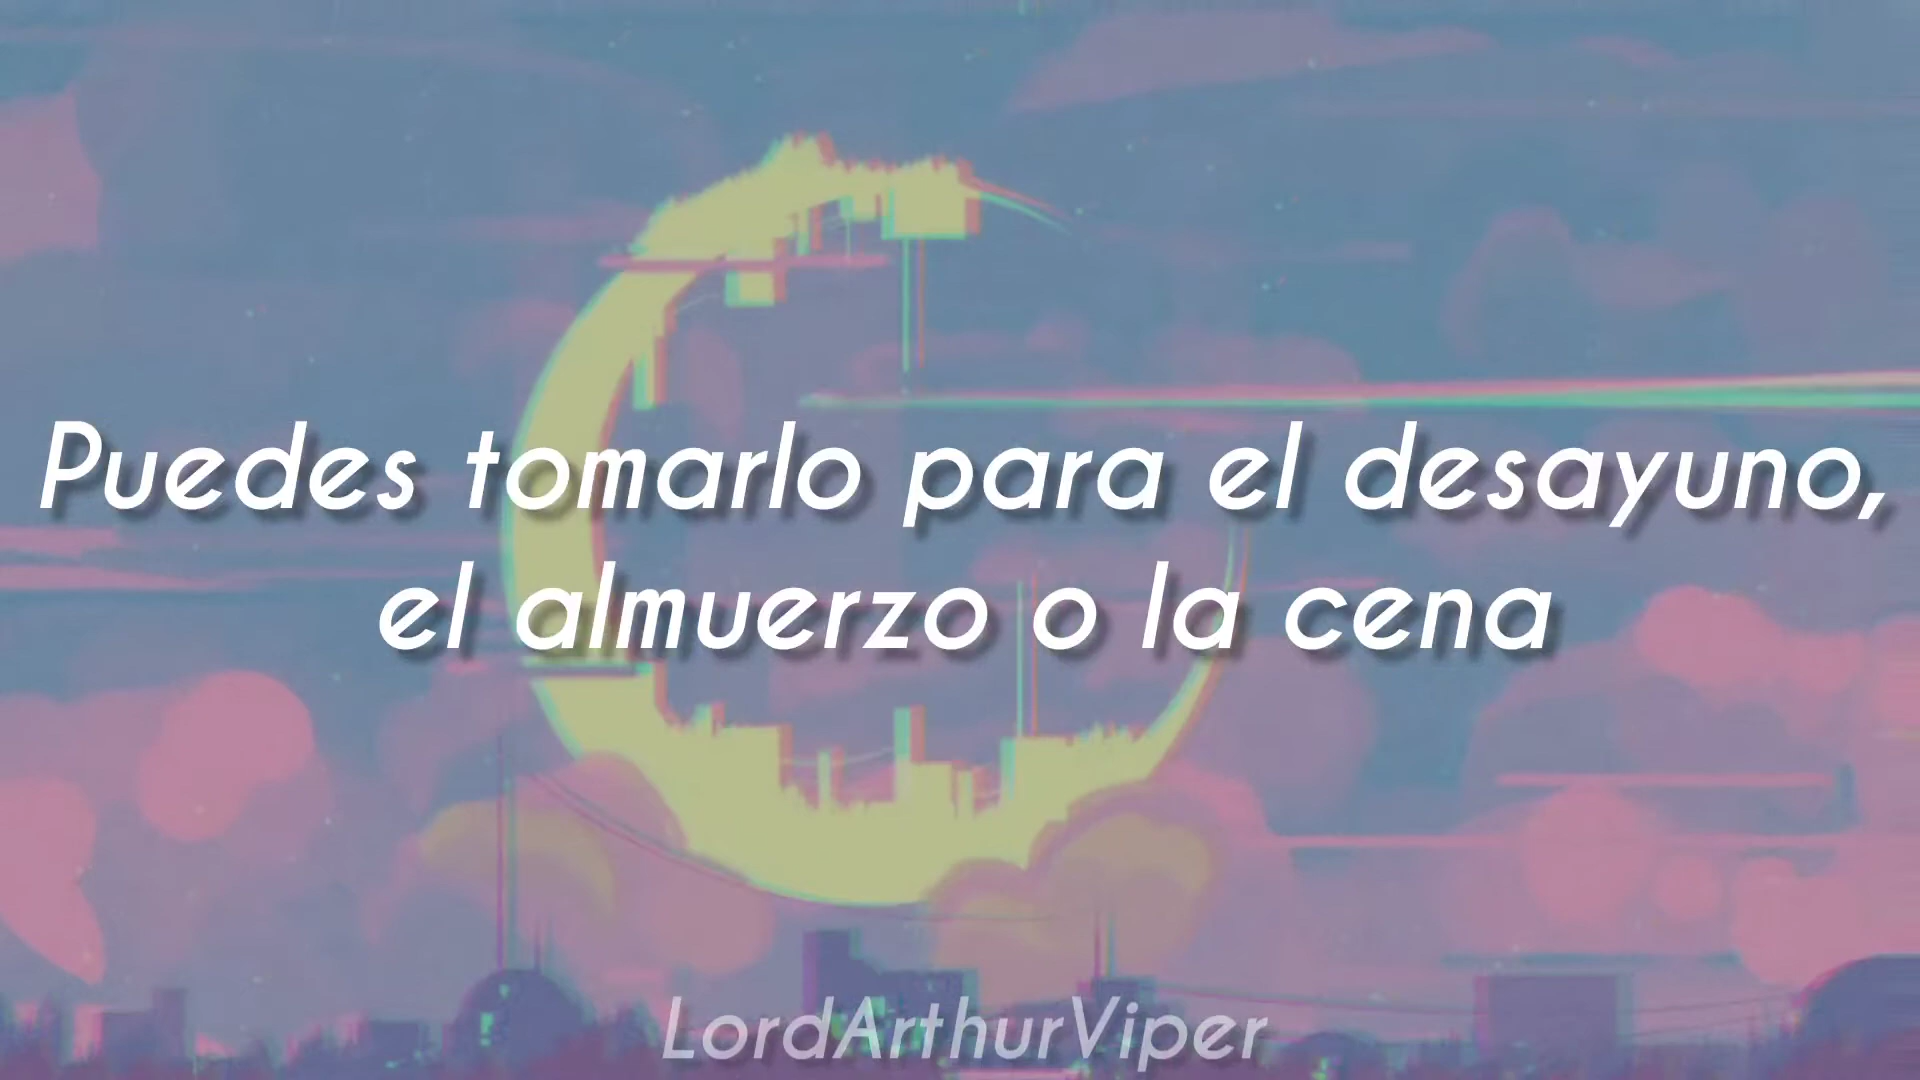 Puedes tomarlo para el desayuno,
el almuerzo o la cena
LordArthurViper